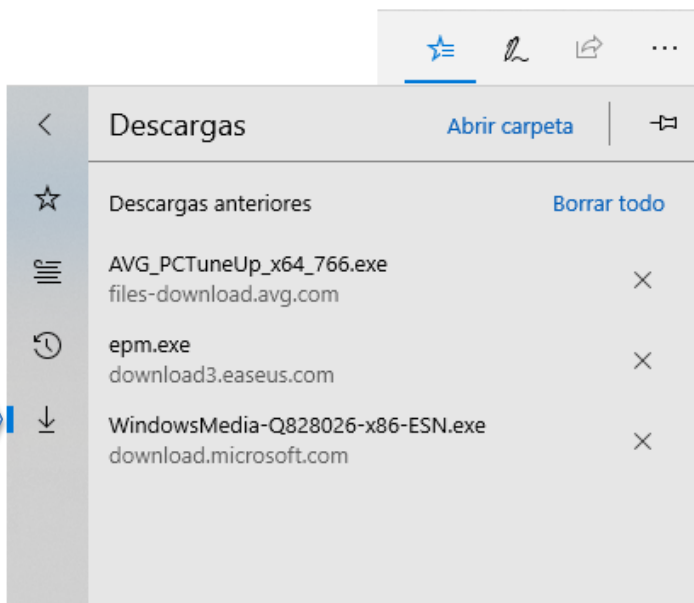 Descargas
Abrir carpeta
Descargas anteriores
Borrar todo
AVG_PCTuneUp_x64_766.exe
files-download.avg.com
epm.exe
download3.easeus.com
WindowsMedia-Q828026-x86-ESN.exe
download.microsoft.com